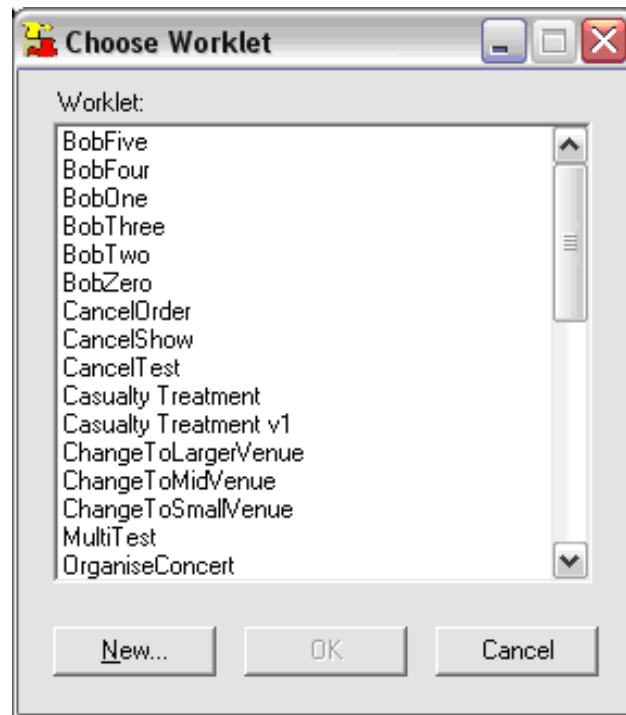 Choose Worklet
Worklet:
BobFive
BobFour
BobOne
BobThree
BobTwo
BobZero
CancelOrder
CancelShow
CancelTest
Casualty Treatment
Casualty Treatment v1
ChangeToLargerVenue
ChangeToMidVenue
ChangeToSmallVenue
MultiTest
OrganiseConcert
New... OK Cancel